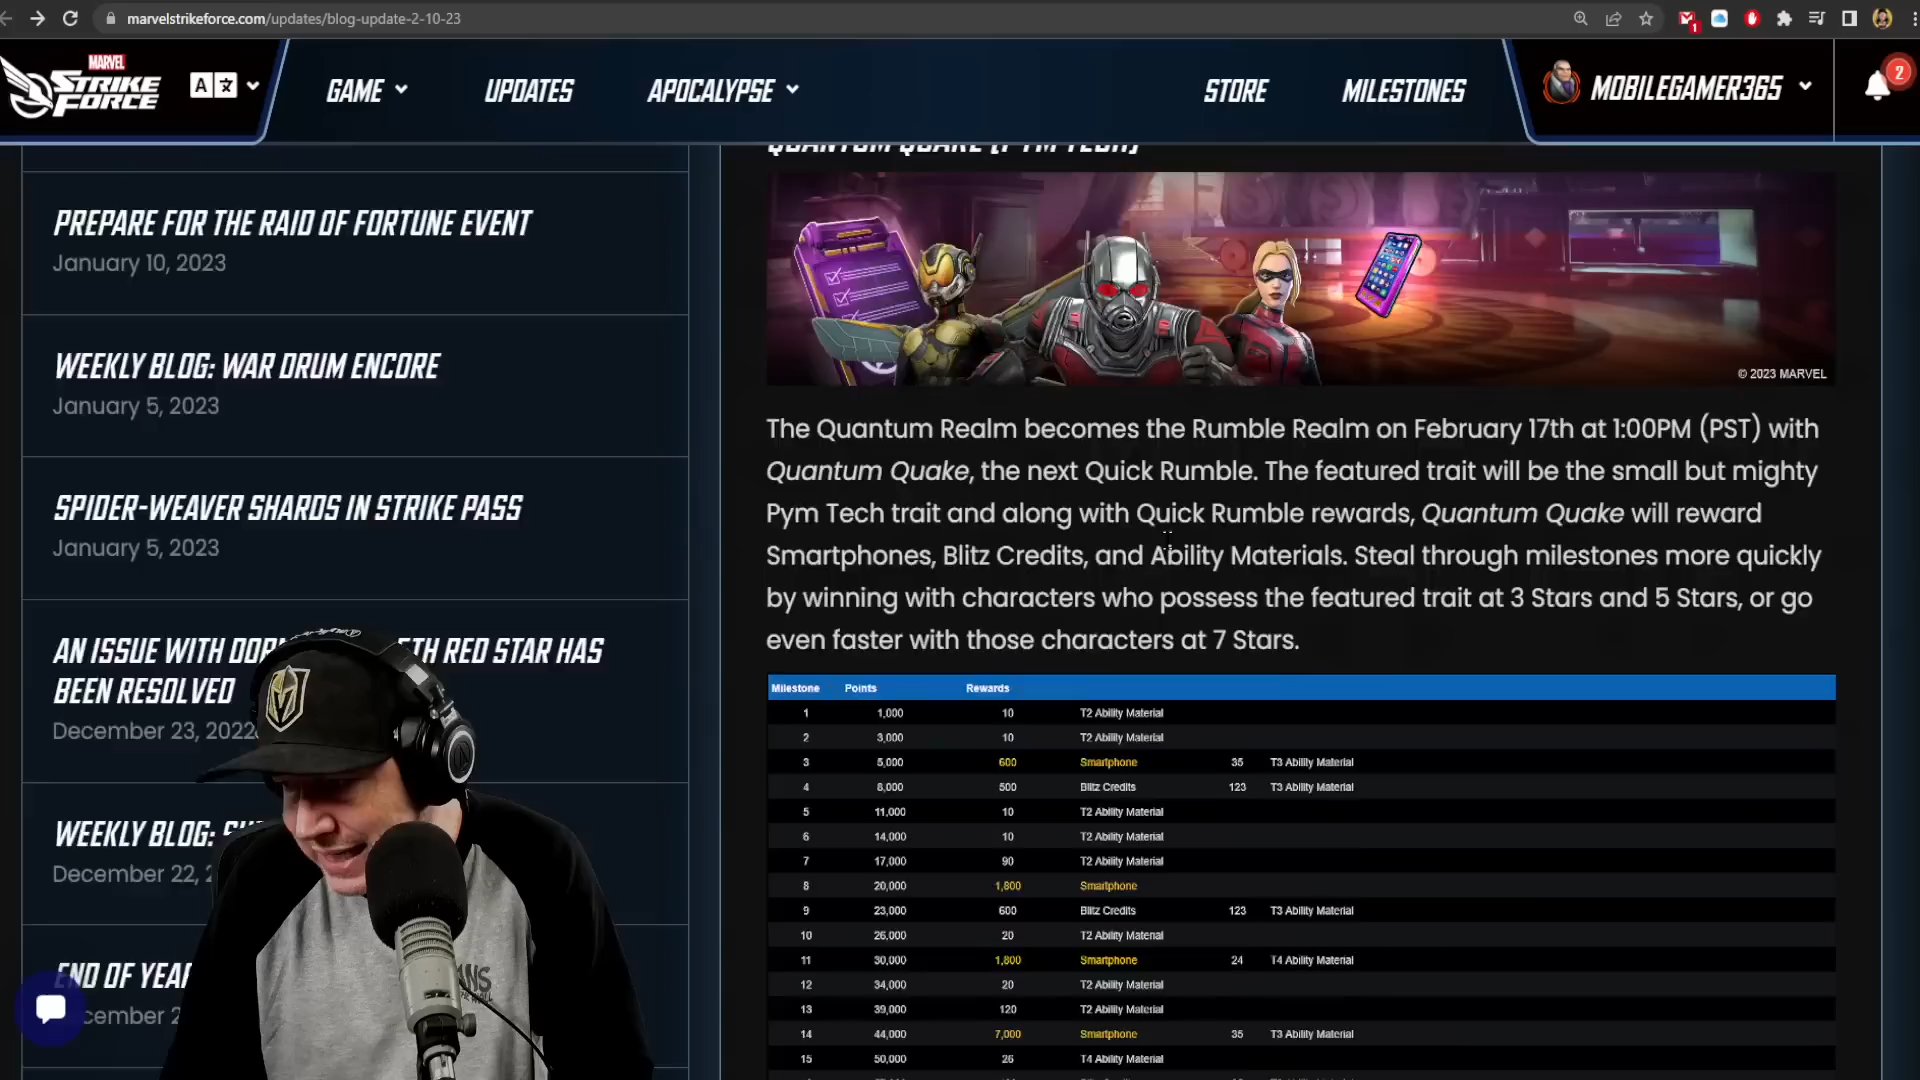 marvelstrikeforce.com/updates/blog-update-2-10-23
1
MARVEL
STRIKE
FORCE
A
GAME
UPDATES
APOCALYPSE
STORE
MILESTONES
MOBILEGAMER365
2
PREPARE FOR THE RAID OF FORTUNE EVENT
January 10, 2023
WEEKLY BLOG: WAR DRUM ENCORE
January 5, 2023
SPIDER-WEAVER SHARDS IN STRIKE PASS
January 5, 2023
AN ISSUE WITH TH RED STAR HAS
BEEN RESOLVED
December 23, 2022
WEEKLY BLOG:
December 22,
END OF YEAR
QUANTUM QUAKE (PYM TECH)
© 2023 MARVEL
The Quantum Realm becomes the Rumble Realm on February 17th at 1:00PM (PST) with
Quantum Quake, the next Quick Rumble. The featured trait will be the small but mighty
Pym Tech trait and along with Quick Rumble rewards, Quantum Quake will reward
Smartphones, Blitz Credits, and Ability Materials. Steal through milestones more quickly
by winning with characters who possess the featured trait at 3 Stars and 5 Stars, or go
even faster with those characters at 7 Stars.
Milestone Points Rewards
1 1,000 10 T2 Ability Material
2 3,000 10 T2 Ability Material
3 5,000 600 Smartphone 35 T3 Ability Material
4 8,000 500 Blitz Credits 123 T3 Ability Material
5 11,000 10 T2 Ability Material
6 14,000 10 T2 Ability Material
7 17,000 90 T2 Ability Material
8 20,000 1,800 Smartphone
9 23,000 600 Blitz Credits 123 T3 Ability Material
10 26,000 20 T2 Ability Material
11 30,000 1,800 Smartphone 24 T4 Ability Material
12 34,000 20 T2 Ability Material
13 39,000 120 T2 Ability Material
14 44,000 7,000 Smartphone 35 T3 Ability Material
15 50,000 26 T4 Ability Material